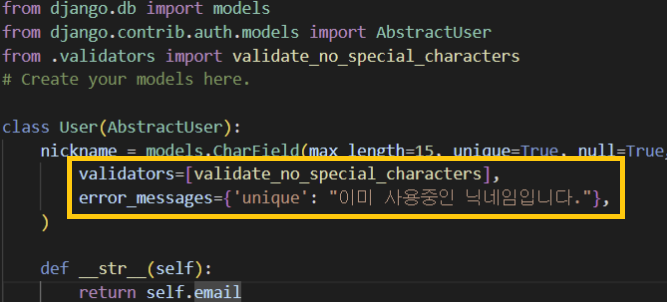 from django.db import models
from django.contrib.auth.models import AbstractUser
from .validators import validate_no_special_characters
# Create your models here.
class User(AbstractUser):
nickname = models.CharField(max_length=15, unique=True, null=True,
validators=[validate_no_special_characters],
error_messages={'unique': "이미 사용중인 닉네임입니다."},
)
def __str__(self):
return self.email